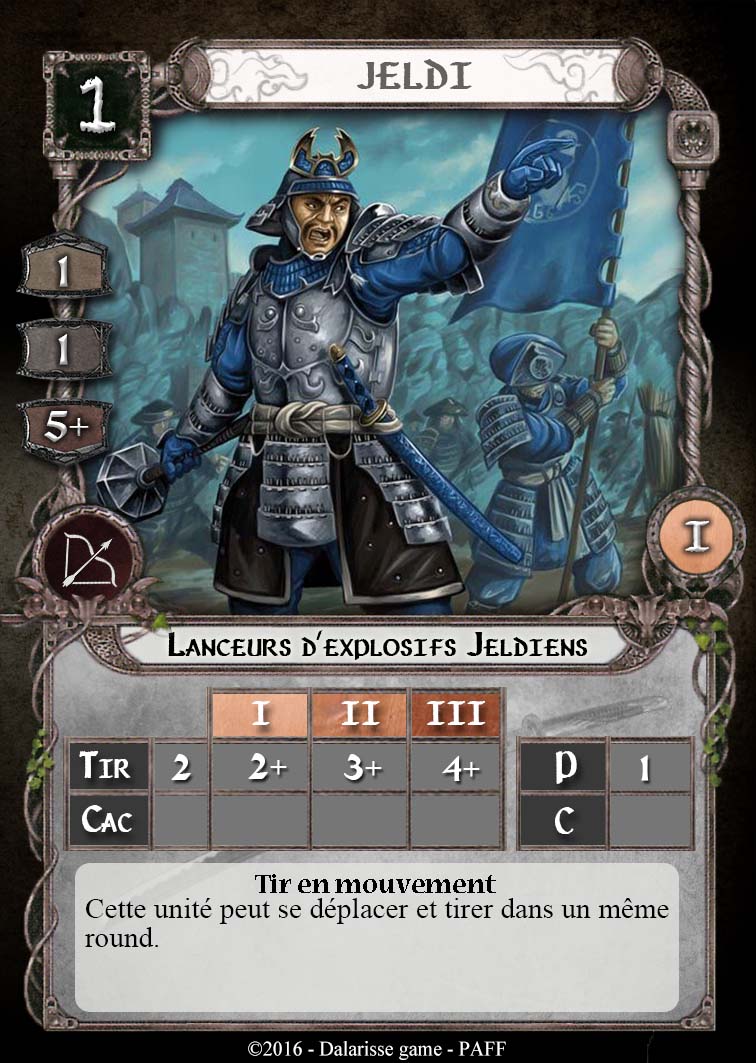 JELDI
1
1
1
5+
I
Lanceurs d'explosifs Jeldiens
I II III
Tir 2 2+ 3+ 4+ P 1
Cac C
Tir en mouvement
Cette unité peut se déplacer et tirer dans un même
round.
©2016 - Dalarisse game - PAFF